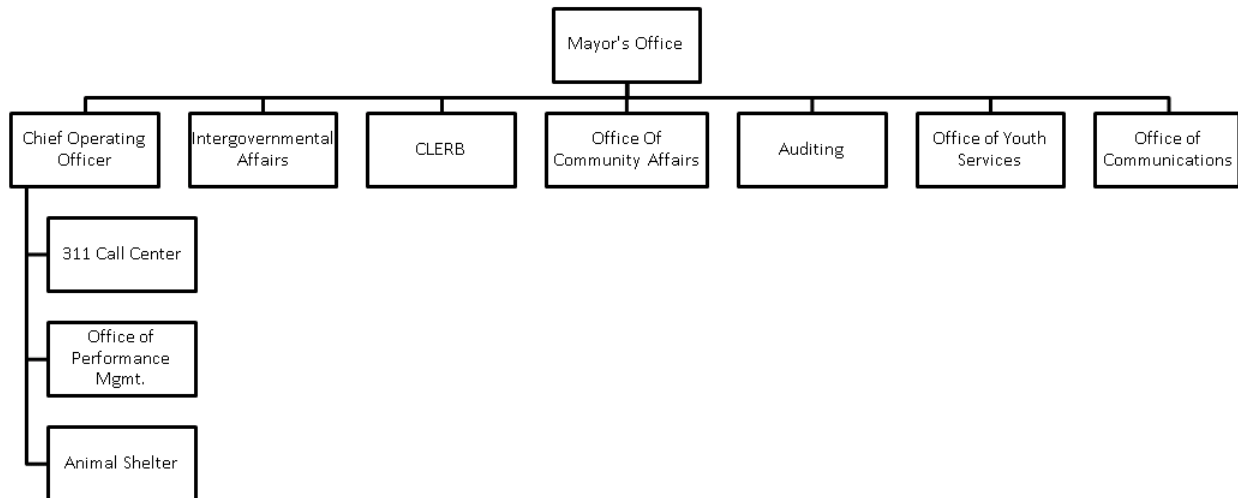 Mayor's Office
Chief Operating
Officer
Intergovernmental
Affairs
CLERB
Office Of
Community Affairs
Auditing
Office of Youth
Services
Office of
Communications
311 Call Center
Office of
Performance
Mgmt.
Animal Shelter